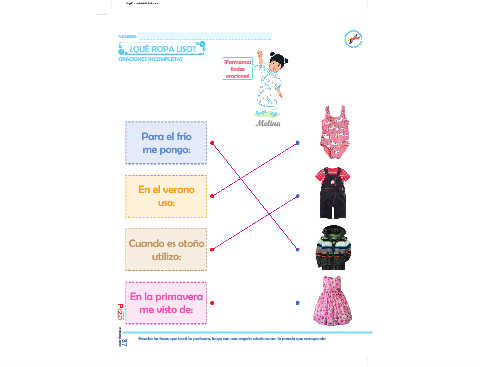 ¿QUÉ ROPA USO?
ORACIONES INCOMPLETAS
¡Formemos
lindas
oraciones!
Melina
Para el frío
me pongo:
En el verano
uso:
Cuando es otoño
utilizo:
En la primavera
me visto de:
37